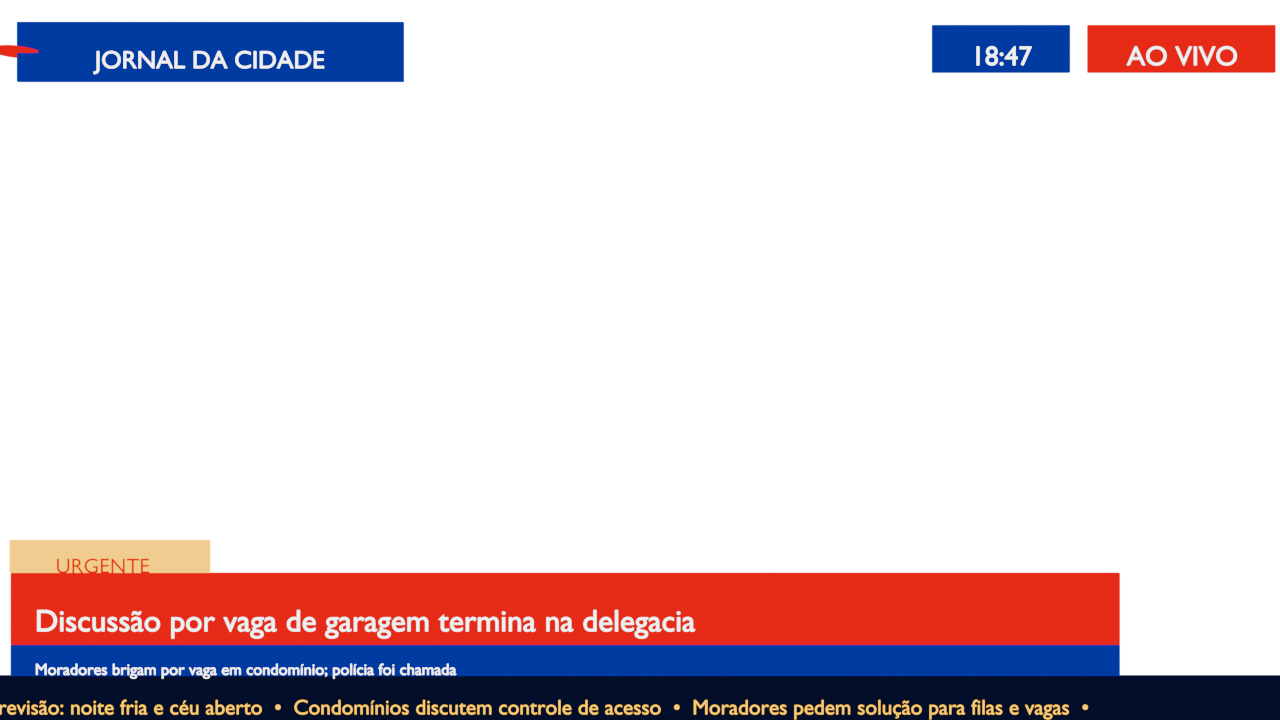 JORNAL DA CIDADE
18:47
AO VIVO
URGENTE
Discussão por vaga de garagem termina na delegacia
Moradores brigam por vaga em condomínio; polícia foi chamada
revisão: noite fria e céu aberto • Condomínios discutem controle de acesso • Moradores pedem solução para filas e vagas •